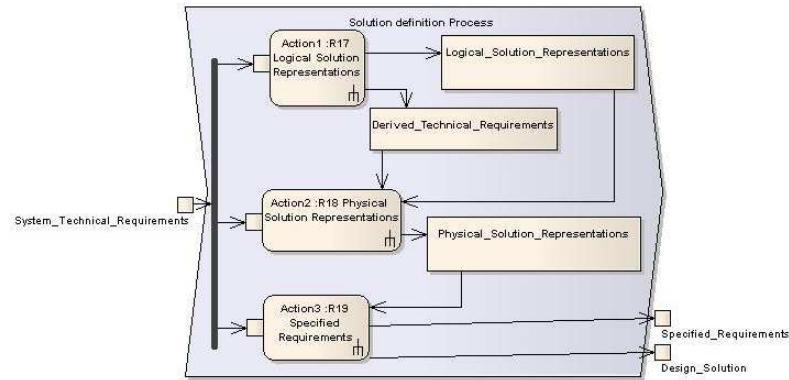 Solution definition Process
Action1 :R17
Logical Solution
Representations
Logical_Solution_Representations
Derived_Technical_Requirements
System_Technical_Requirements
Action2 :R18 Physical
Solution Representations
Physical_Solution_Representations
Action3 :R19
Specified
Requirements
Specified_Requirements
Design_Solution